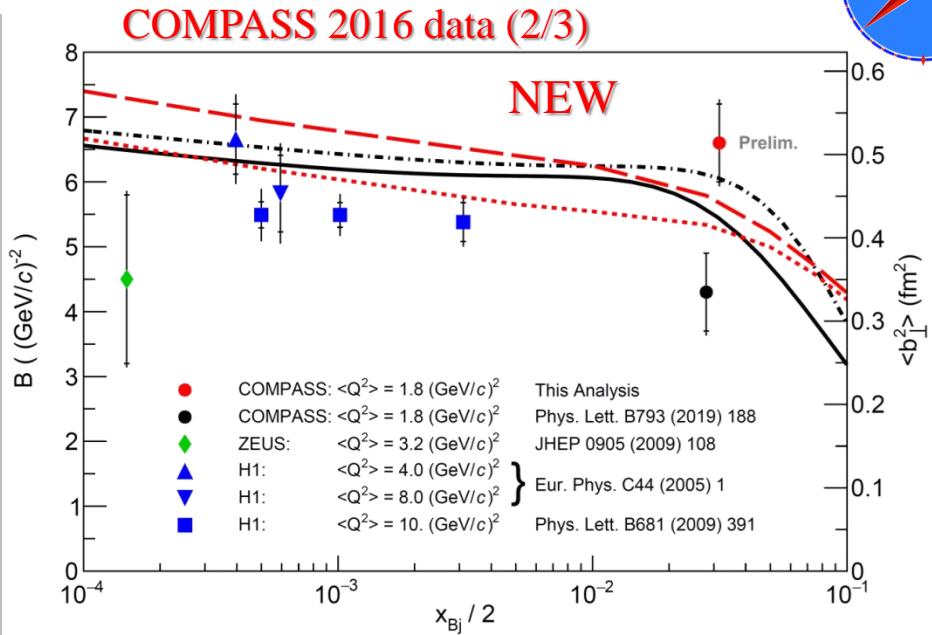 COMPASS 2016 data (2/3)
NEW
Prelim.
B ( (GeV/c)⁻²)
8
7
6
5
4
3
2
1
0
<b²⊥> (fm²)
0.6
0.5
0.4
0.3
0.2
0.1
0
COMPASS: <Q²> = 1.8 (GeV/c)² This Analysis
COMPASS: <Q²> = 1.8 (GeV/c)² Phys. Lett. B793 (2019) 188
ZEUS: <Q²> = 3.2 (GeV/c)² JHEP 0905 (2009) 108
H1: <Q²> = 4.0 (GeV/c)²
H1: <Q²> = 8.0 (GeV/c)² } Eur. Phys. C44 (2005) 1
H1: <Q²> = 10. (GeV/c)² Phys. Lett. B681 (2009) 391
10⁻⁴ 10⁻³ 10⁻² 10⁻¹
x_Bj / 2